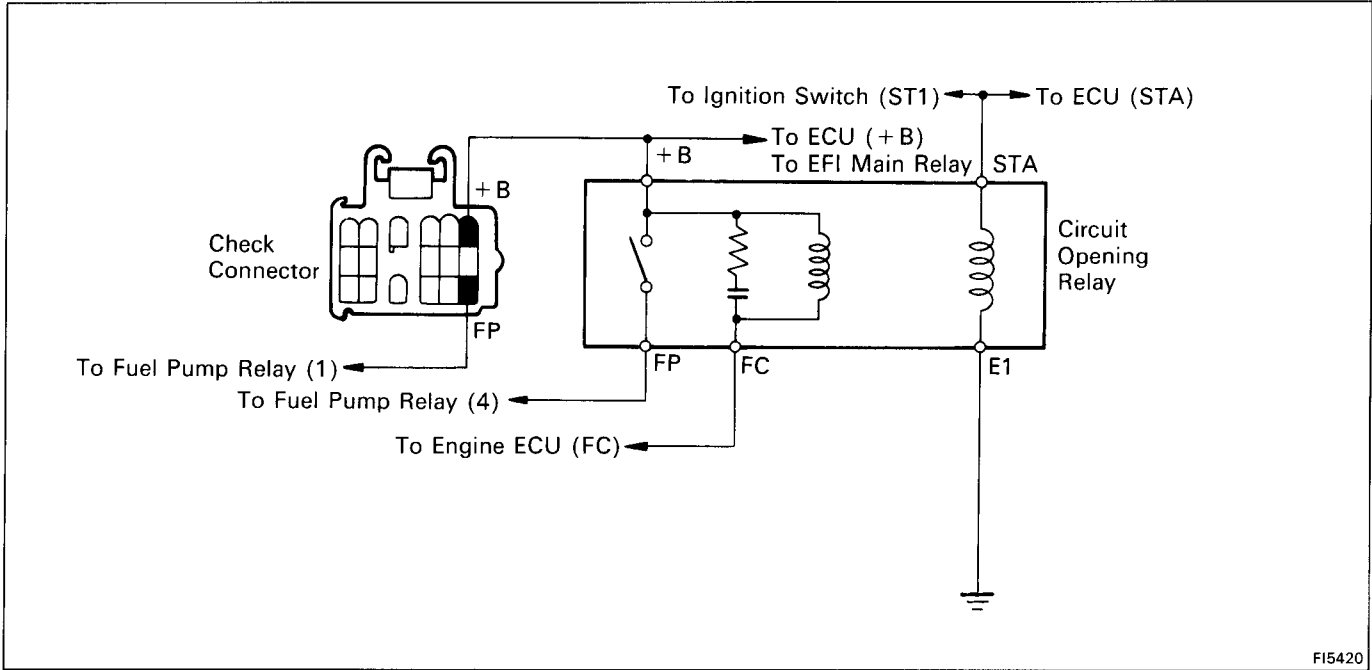 To Ignition Switch (ST1)
To ECU (STA)
To ECU (+B)
+B
To EFI Main Relay
STA
+B
Check
Connector
Circuit
Opening
Relay
FP
FP
FC
E1
To Fuel Pump Relay (1)
To Fuel Pump Relay (4)
To Engine ECU (FC)
FI5420